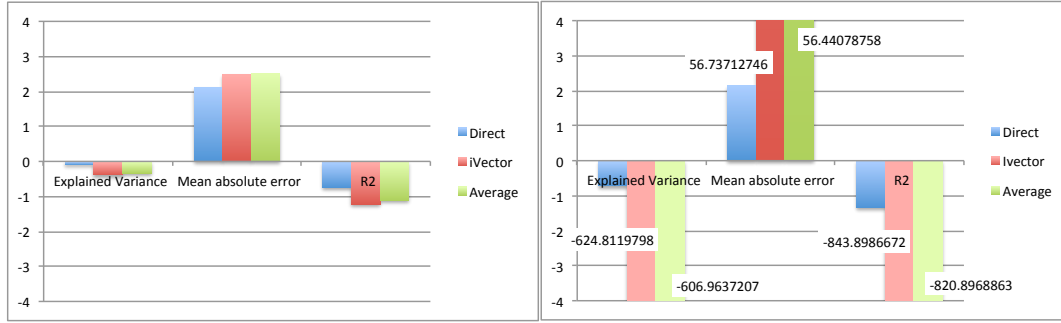 4
3
2
1
0
-1
-2
-3
-4
Explained Variance
Mean absolute error
R2
Direct
iVector
Average
4
3
2
1
0
-1
-2
-3
-4
56.44078758
56.73712746
Explained Variance
Mean absolute error
R2
-624.8119798
-843.8986672
-606.9637207
-820.8968863
Direct
Ivector
Average